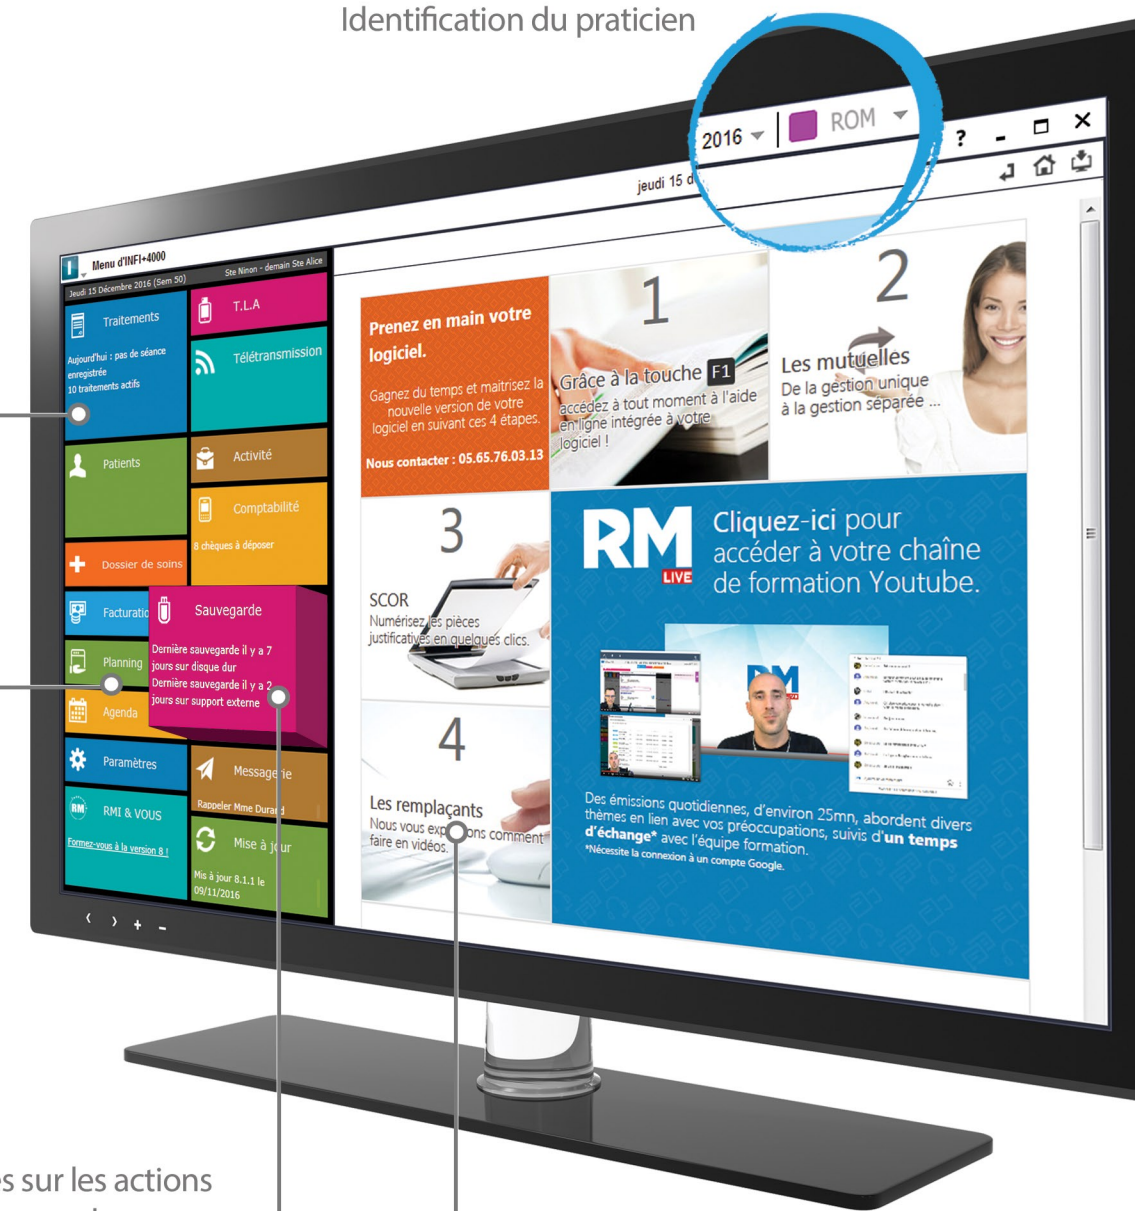 Identification du praticien
2016
ROM
?
jeudi 15 d
Menu d'INFI+4000
Jeudi 15 Décembre 2016 (Sem 50)
Ste Ninon - demain Ste Alice
Traitements
Aujourd'hui : pas de séance
enregistrée
10 traitements actifs
T.L.A
Télétransmission
Patients
Activité
Comptabilité
8 chèques à déposer
Dossier de soins
Facturatio
Sauvegarde
Dernière sauvegarde il y a 7
jours sur disque dur
Dernière sauvegarde il y a 2
jours sur support externe
Planning
Agenda
Paramètres
Messagerie
Rappeler Mme Durand
RM
RMI & VOUS
Formez-vous à la version 8 !
Mise à jour
Mis à jour 8.1.1 le
09/11/2016
Prenez en main votre
logiciel.
Gagnez du temps et maitrisez la
nouvelle version de votre
logiciel en suivant ces 4 étapes.
Nous contacter : 05.65.76.03.13
1
Grâce à la touche F1
accédez à tout moment à l'aide
en ligne intégrée à votre
logiciel !
2
Les mutuelles
De la gestion unique
à la gestion séparée ...
3
SCOR
Numérisez les pièces
justificatives en quelques clics.
4
Les remplaçants
Nous vous expliquons comment
faire en vidéos.
RM
LIVE
Cliquez-ici pour
accéder à votre chaîne
de formation Youtube.
RM
Des émissions quotidiennes, d'environ 25mn, abordent divers
thèmes en lien avec vos préoccupations, suivis d'un temps
d'échange* avec l'équipe formation.
*Nécessite la connexion à un compte Google.
s sur les actions